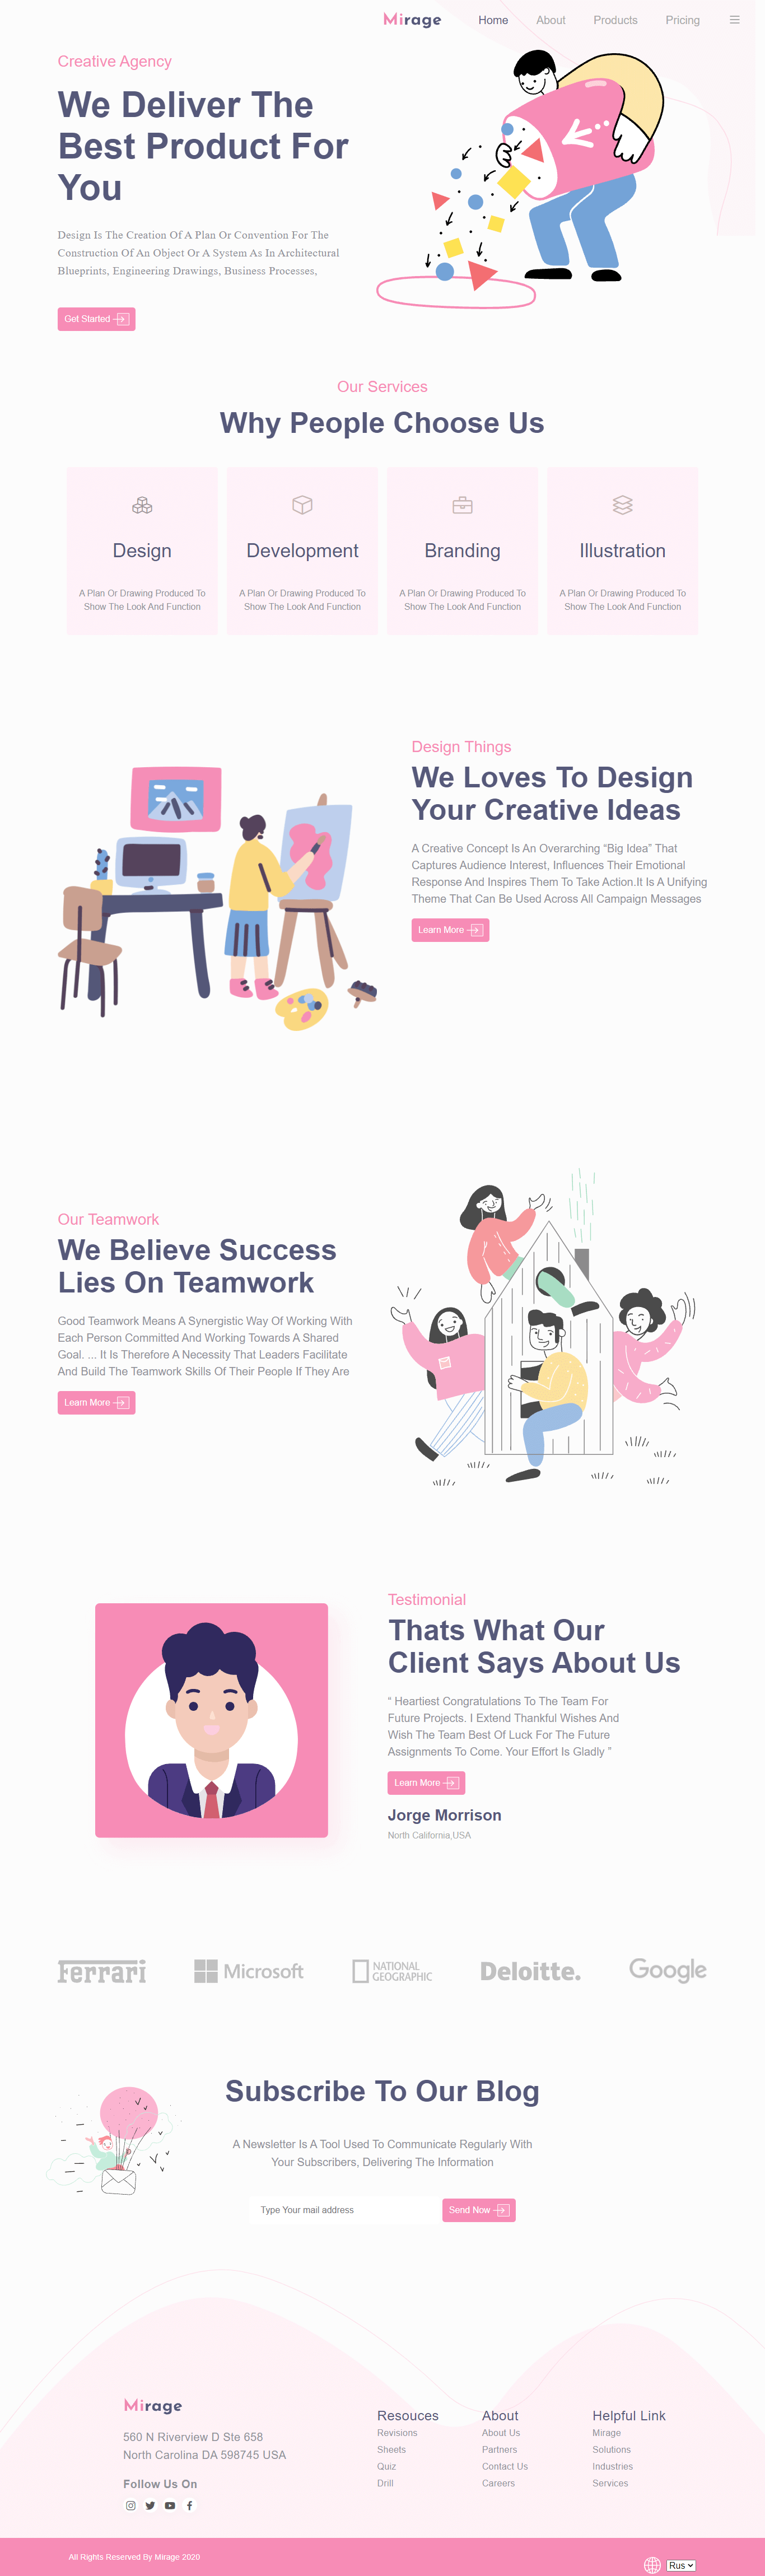 Mirage
Home
About
Products
Pricing
Creative Agency
We Deliver The
Best Product For
You
Design Is The Creation Of A Plan Or Convention For The
Construction Of An Object Or A System As In Architectural
Blueprints, Engineering Drawings, Business Processes,
Get Started
Our Services
Why People Choose Us
Design
A Plan Or Drawing Produced To
Show The Look And Function
Development
A Plan Or Drawing Produced To
Show The Look And Function
Branding
A Plan Or Drawing Produced To
Show The Look And Function
Illustration
A Plan Or Drawing Produced To
Show The Look And Function
Design Things
We Loves To Design
Your Creative Ideas
A Creative Concept Is An Overarching “Big Idea” That
Captures Audience Interest, Influences Their Emotional
Response And Inspires Them To Take Action.It Is A Unifying
Theme That Can Be Used Across All Campaign Messages
Learn More
Our Teamwork
We Believe Success
Lies On Teamwork
Good Teamwork Means A Synergistic Way Of Working With
Each Person Committed And Working Towards A Shared
Goal. ... It Is Therefore A Necessity That Leaders Facilitate
And Build The Teamwork Skills Of Their People If They Are
Learn More
Testimonial
Thats What Our
Client Says About Us
“ Heartiest Congratulations To The Team For
Future Projects. I Extend Thankful Wishes And
Wish The Team Best Of Luck For The Future
Assignments To Come. Your Effort Is Gladly ”
Learn More
Jorge Morrison
North California,USA
Ferrari
Microsoft
NATIONAL
GEOGRAPHIC
Deloitte.
Google
Subscribe To Our Blog
A Newsletter Is A Tool Used To Communicate Regularly With
Your Subscribers, Delivering The Information
Type Your mail address
Send Now
Mirage
560 N Riverview D Ste 658
North Carolina DA 598745 USA
Follow Us On
Resouces
Revisions
Sheets
Quiz
Drill
About
About Us
Partners
Contact Us
Careers
Helpful Link
Mirage
Solutions
Industries
Services
All Rights Reserved By Mirage 2020
Rus